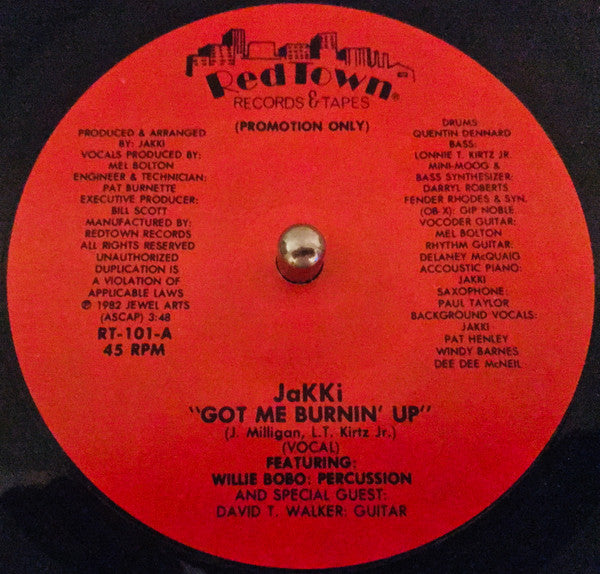 Red Town®
RECORDS & TAPES
(PROMOTION ONLY)
PRODUCED & ARRANGED
BY: JAKKI
VOCALS PRODUCED BY:
MEL BOLTON
ENGINEER & TECHNICIAN:
PAT BURNETTE
EXECUTIVE PRODUCER:
BILL SCOTT
MANUFACTURED BY:
REDTOWN RECORDS
ALL RIGHTS RESERVED
UNAUTHORIZED
DUPLICATION IS
A VIOLATION OF
APPLICABLE LAWS
℗ 1982 JEWEL ARTS
(ASCAP) 3:48
RT-101-A
45 RPM
DRUMS:
QUENTIN DENNARD
BASS:
LONNIE T. KIRTZ JR.
MINI-MOOG &
BASS SYNTHESIZER:
DARRYL ROBERTS
FENDER RHODES & SYN.
(OB-X): GIP NOBLE
VOCODER GUITAR:
MEL BOLTON
RHYTHM GUITAR:
DELANEY McQUAIG
ACCOUSTIC PIANO:
JAKKI
SAXOPHONE:
PAUL TAYLOR
BACKGROUND VOCALS:
JAKKI
PAT HENLEY
WINDY BARNES
DEE DEE McNEIL
JaKKi
"GOT ME BURNIN' UP"
(J. Milligan, L.T. Kirtz Jr.)
(VOCAL)
FEATURING:
WILLIE BOBO: PERCUSSION
AND SPECIAL GUEST:
DAVID T. WALKER: GUITAR